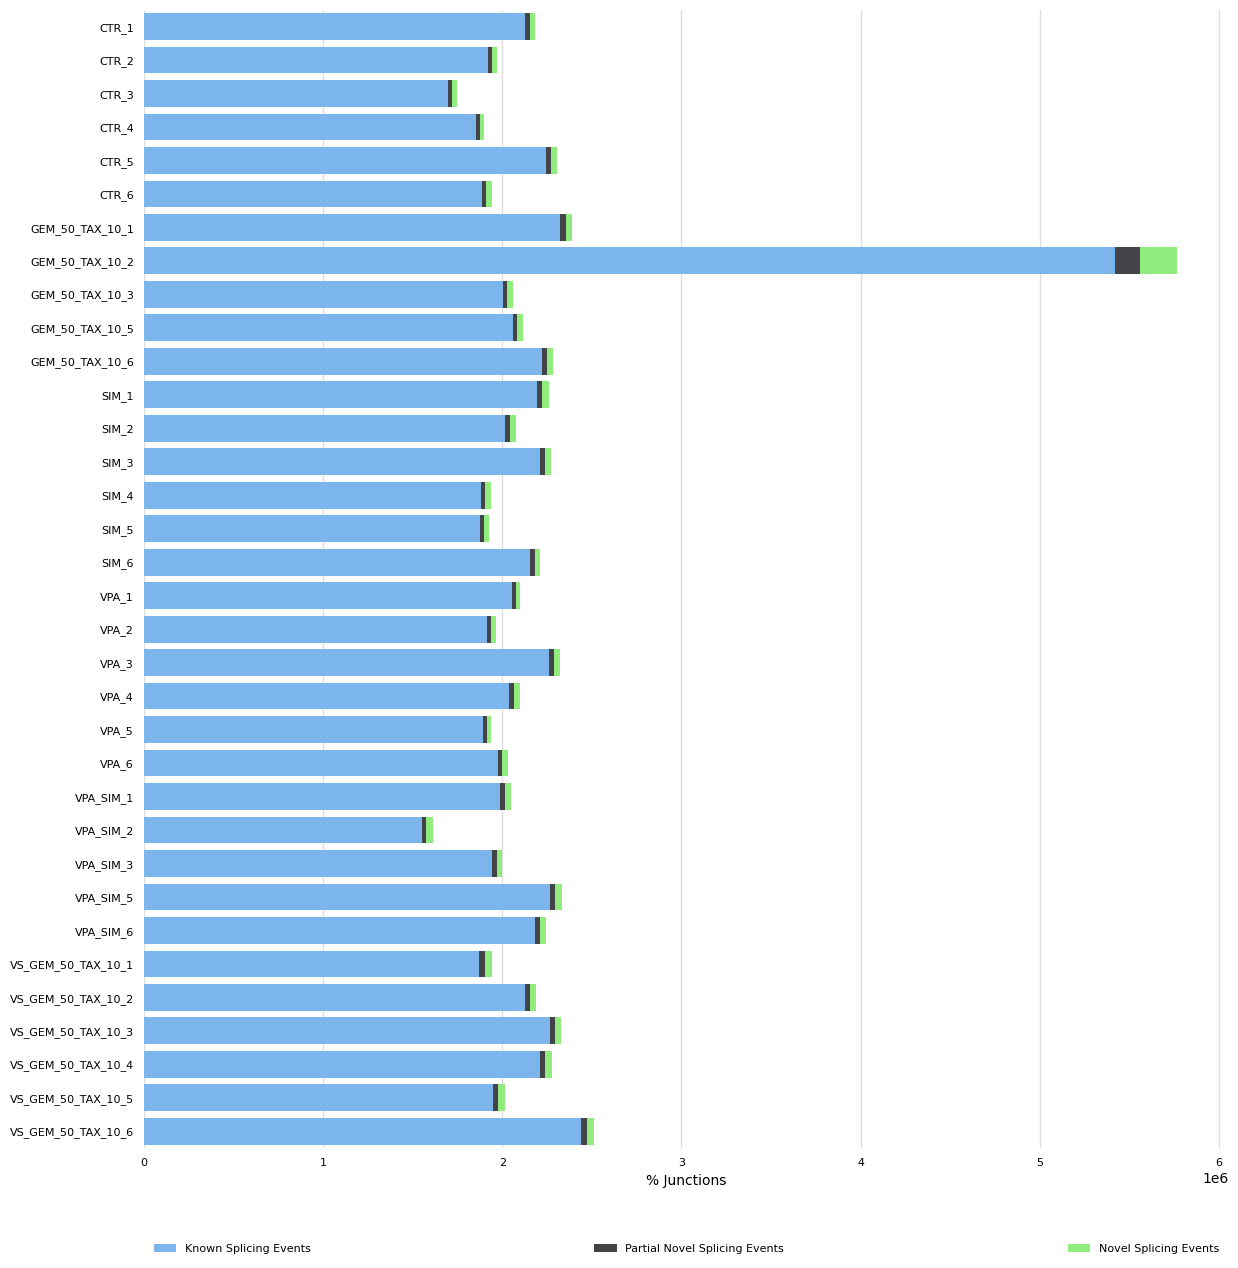 CTR_1
CTR_2
CTR_3
CTR_4
CTR_5
CTR_6
GEM_50_TAX_10_1
GEM_50_TAX_10_2
GEM_50_TAX_10_3
GEM_50_TAX_10_5
GEM_50_TAX_10_6
SIM_1
SIM_2
SIM_3
SIM_4
SIM_5
SIM_6
VPA_1
VPA_2
VPA_3
VPA_4
VPA_5
VPA_6
VPA_SIM_1
VPA_SIM_2
VPA_SIM_3
VPA_SIM_5
VPA_SIM_6
VS_GEM_50_TAX_10_1
VS_GEM_50_TAX_10_2
VS_GEM_50_TAX_10_3
VS_GEM_50_TAX_10_4
VS_GEM_50_TAX_10_5
VS_GEM_50_TAX_10_6
0 1 2 3 4 5 6
% Junctions 1e6
Known Splicing Events Partial Novel Splicing Events Novel Splicing Events